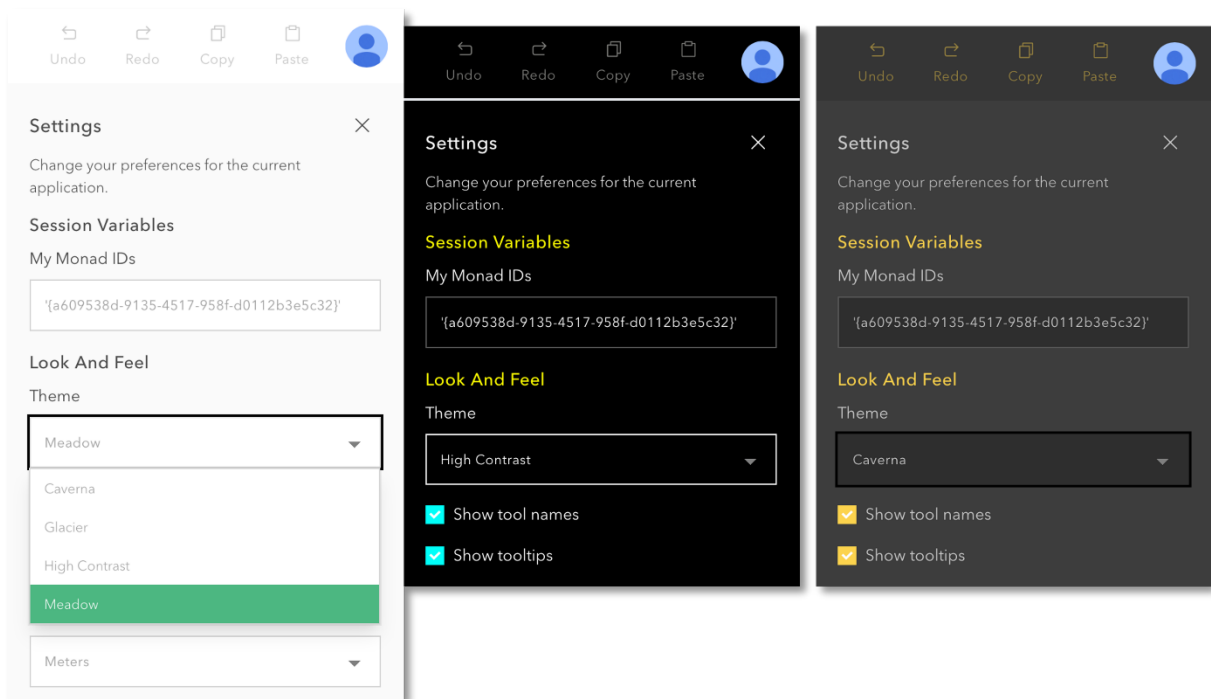 Undo Redo Copy Paste
Settings
Change your preferences for the current
application.
Session Variables
My Monad IDs
'{a609538d-9135-4517-958f-d0112b3e5c32}'
Look And Feel
Theme
Meadow
Caverna
Glacier
High Contrast
Meadow
Meters
Undo Redo Copy Paste
Settings
Change your preferences for the current
application.
Session Variables
My Monad IDs
'{a609538d-9135-4517-958f-d0112b3e5c32}'
Look And Feel
Theme
High Contrast
Show tool names
Show tooltips
Undo Redo Copy Paste
Settings
Change your preferences for the current
application.
Session Variables
My Monad IDs
'{a609538d-9135-4517-958f-d0112b3e5c32}'
Look And Feel
Theme
Caverna
Show tool names
Show tooltips